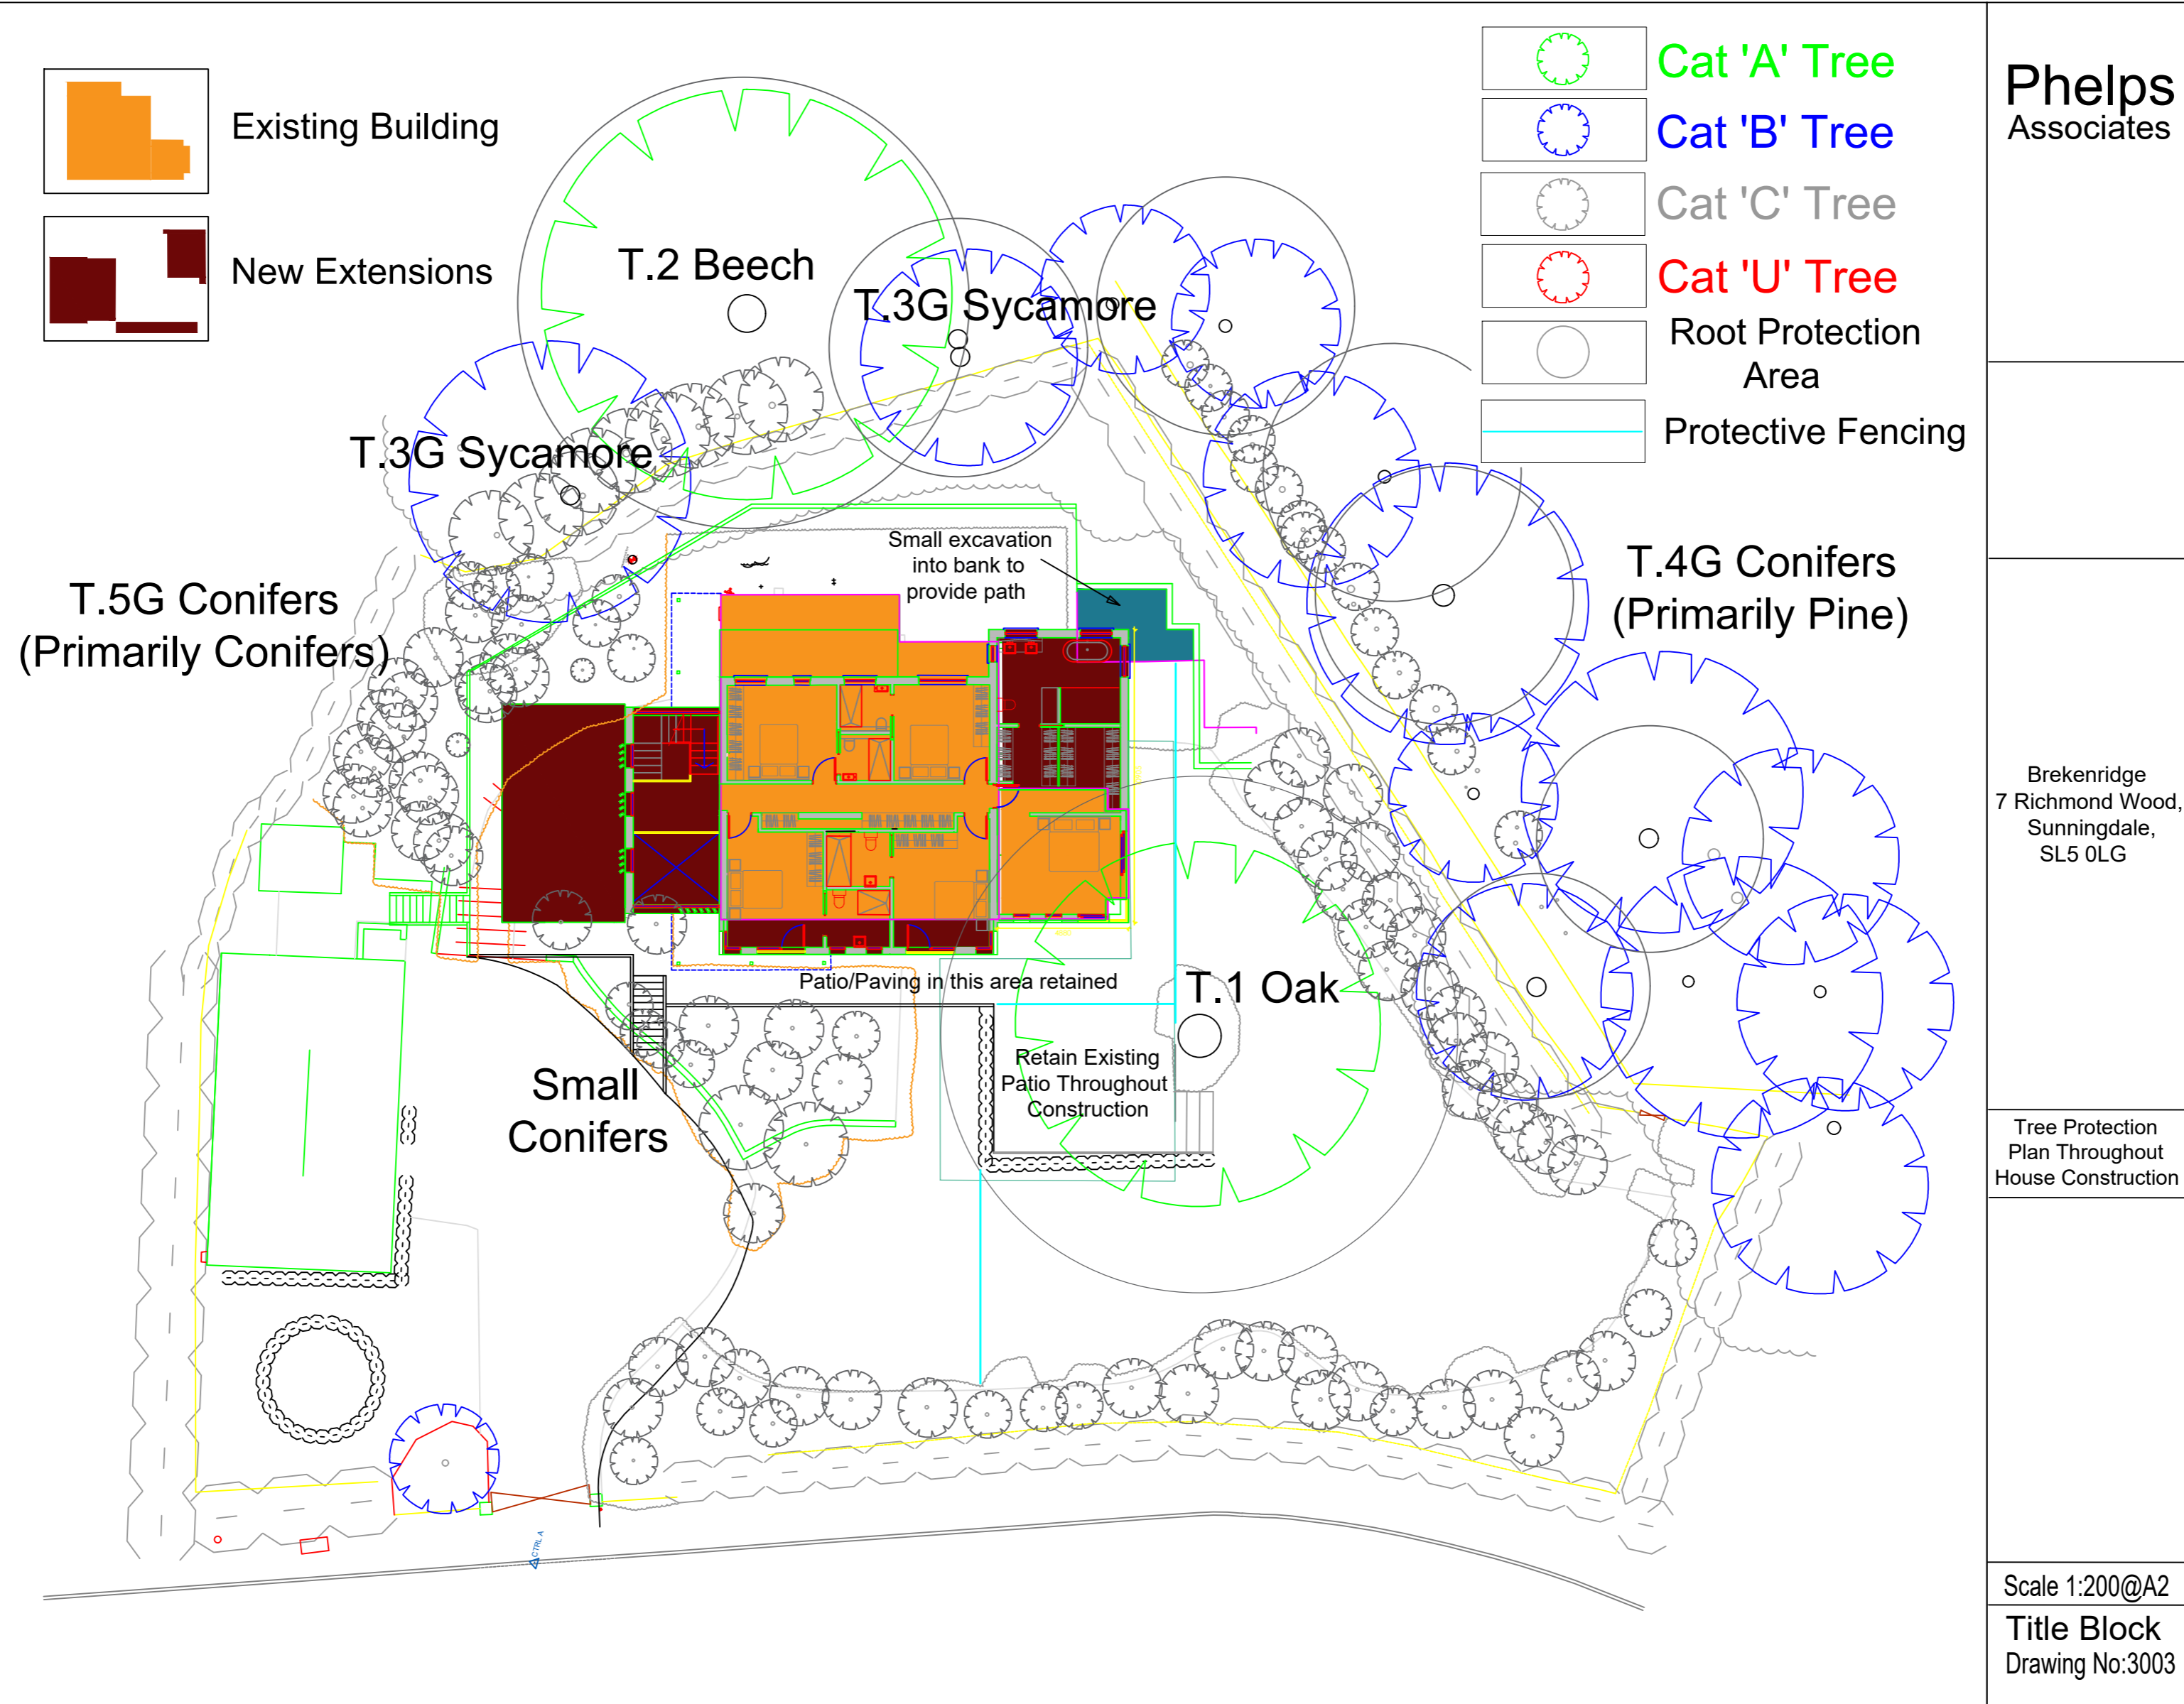 Existing Building
New Extensions
Cat 'A' Tree
Cat 'B' Tree
Cat 'C' Tree
Cat 'U' Tree
Root Protection
Area
Protective Fencing
T.2 Beech
T.3G Sycamore
T.3G Sycamore
T.5G Conifers
(Primarily Conifers)
Small excavation
into bank to
provide path
T.4G Conifers
(Primarily Pine)
Patio/Paving in this area retained
T.1 Oak
Retain Existing
Patio Throughout
Construction
Small
Conifers
CTRL A
Phelps
Associates
Brekenridge
7 Richmond Wood,
Sunningdale,
SL5 0LG
Tree Protection
Plan Throughout
House Construction
Scale 1:200@A2
Title Block
Drawing No:3003